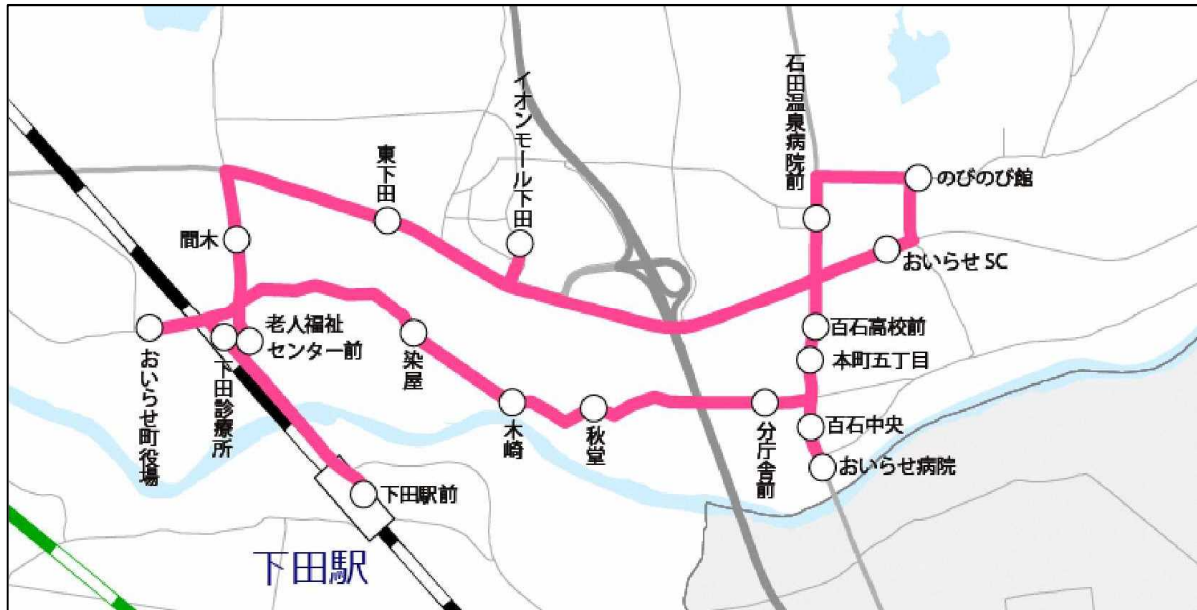 石田温泉病院前
イオンモール下田
東下田
のびのび館
間木
おいらせSC
老人福祉
センター前
百石高校前
染屋
本町五丁目
おいらせ町役場
下田診療所
木崎
秋堂
分庁舎前
百石中央
おいらせ病院
下田駅前
下田駅